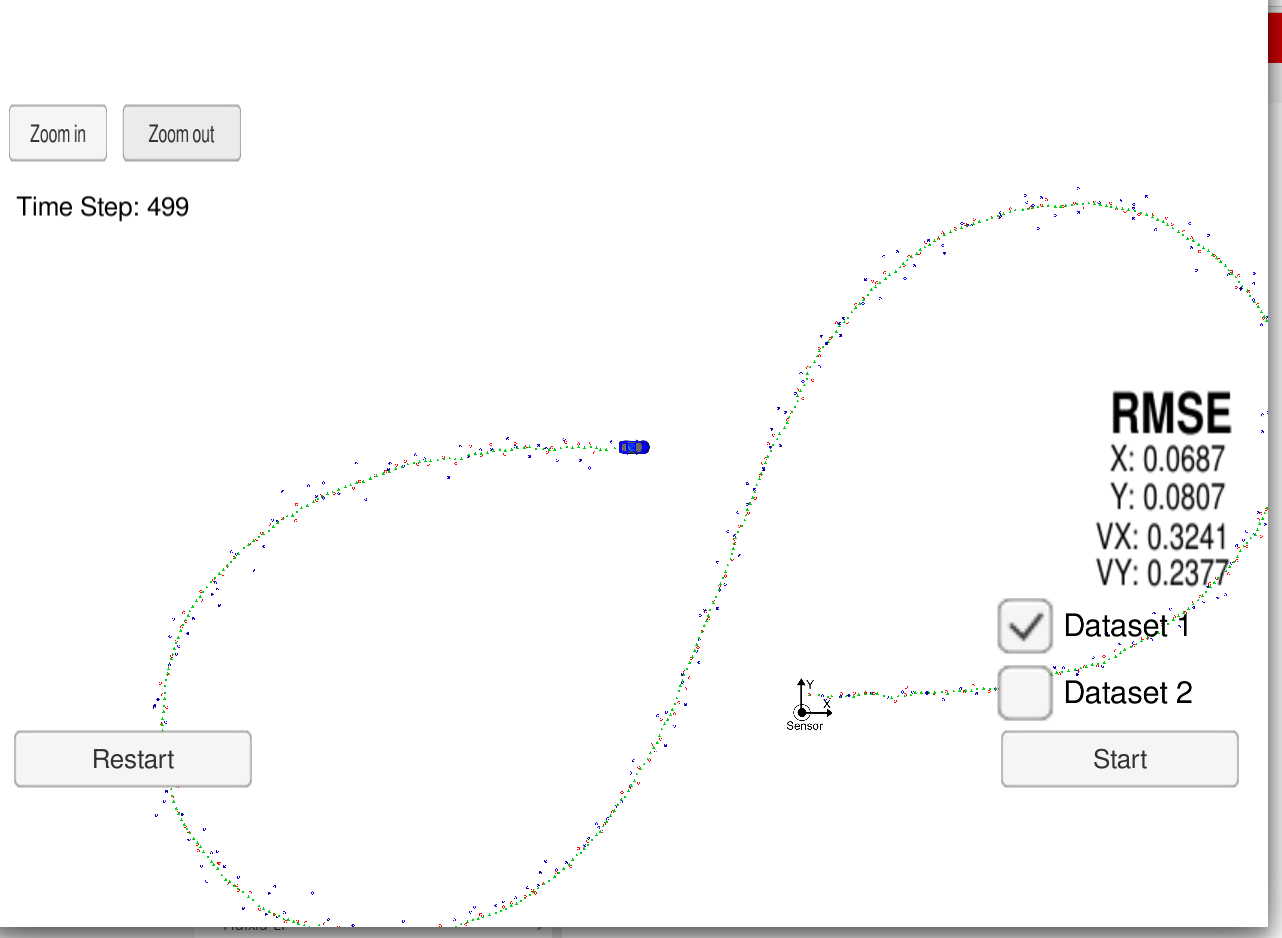 Zoom in
Zoom out
Time Step: 499
RMSE
X: 0.0687
Y: 0.0807
VX: 0.3241
VY: 0.2377
Dataset 1
Dataset 2
Y
X
Sensor
Restart
Start